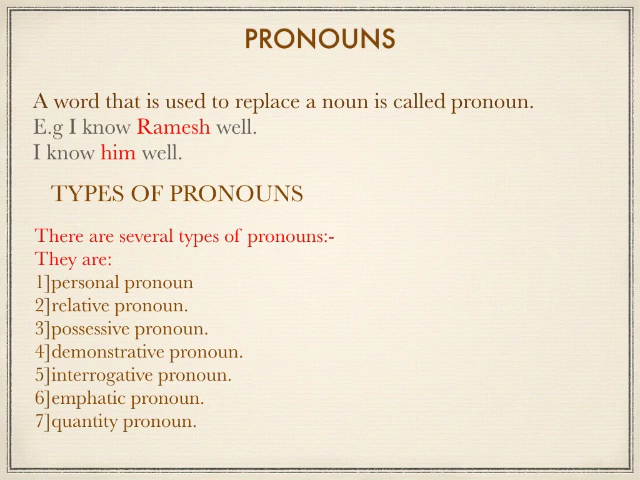 PRONOUNS
A word that is used to replace a noun is called pronoun.
E.g I know Ramesh well.
I know him well.
TYPES OF PRONOUNS
There are several types of pronouns:-
They are:
1]personal pronoun
2]relative pronoun.
3]possessive pronoun.
4]demonstrative pronoun.
5]interrogative pronoun.
6]emphatic pronoun.
7]quantity pronoun.